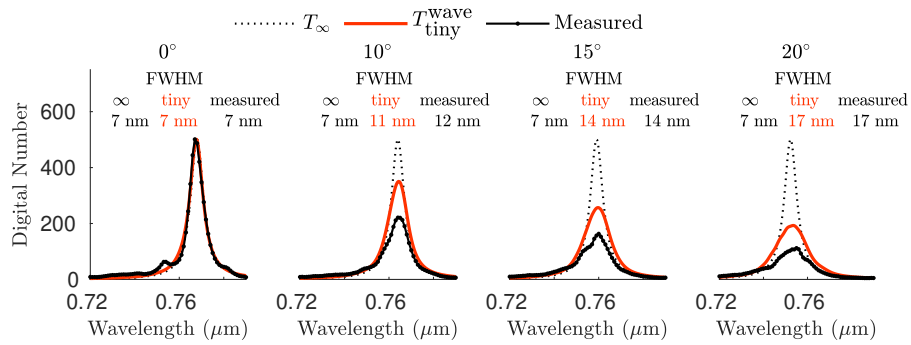 T∞ T_tiny^wave Measured
0° 10° 15° 20°
FWHM FWHM FWHM FWHM
∞ tiny measured ∞ tiny measured ∞ tiny measured ∞ tiny measured
7 nm 7 nm 7 nm 7 nm 11 nm 12 nm 7 nm 14 nm 14 nm 7 nm 17 nm 17 nm
Digital Number
600
400
200
0
0.72 0.76 0.72 0.76 0.72 0.76 0.72 0.76
Wavelength (μm) Wavelength (μm) Wavelength (μm) Wavelength (μm)